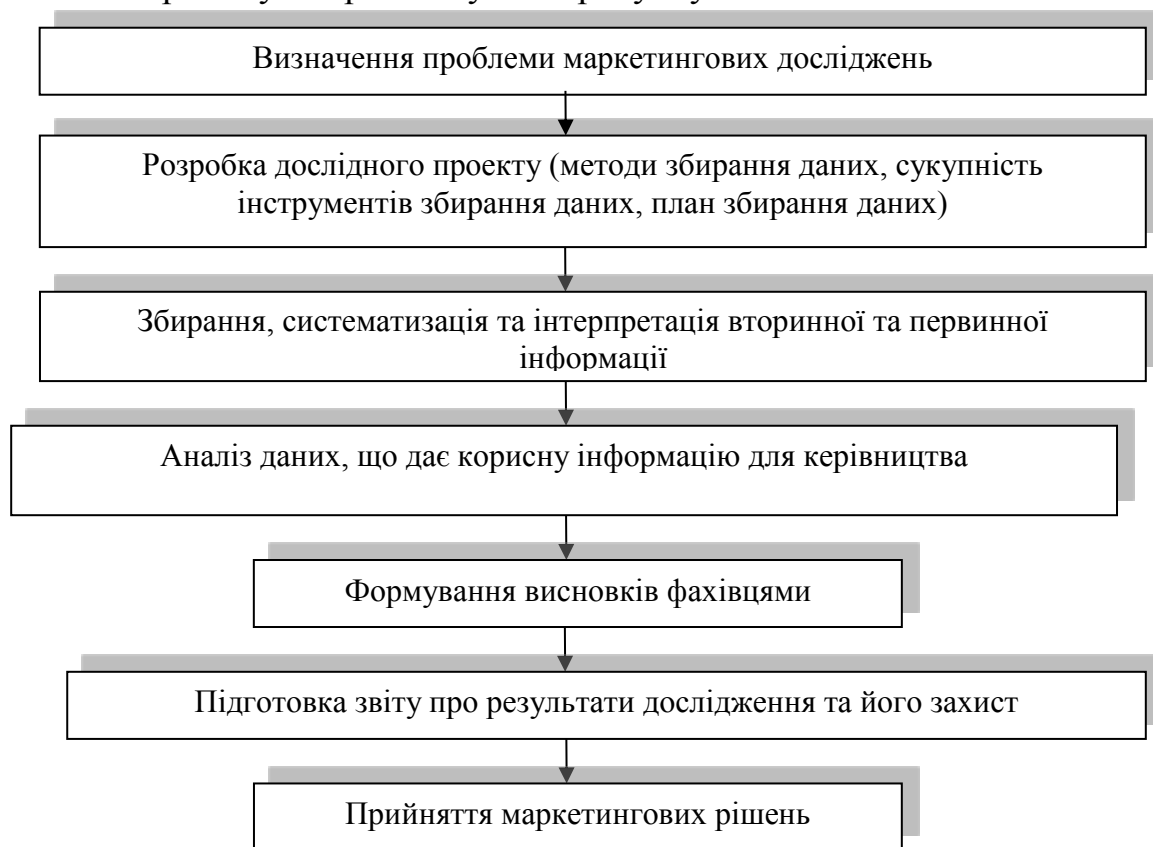 Визначення проблеми маркетингових досліджень
Розробка дослідного проекту (методи збирання даних, сукупність
інструментів збирання даних, план збирання даних)
Збирання, систематизація та інтерпретація вторинної та первинної
інформації
Аналіз даних, що дає корисну інформацію для керівництва
Формування висновків фахівцями
Підготовка звіту про результати дослідження та його захист
Прийняття маркетингових рішень